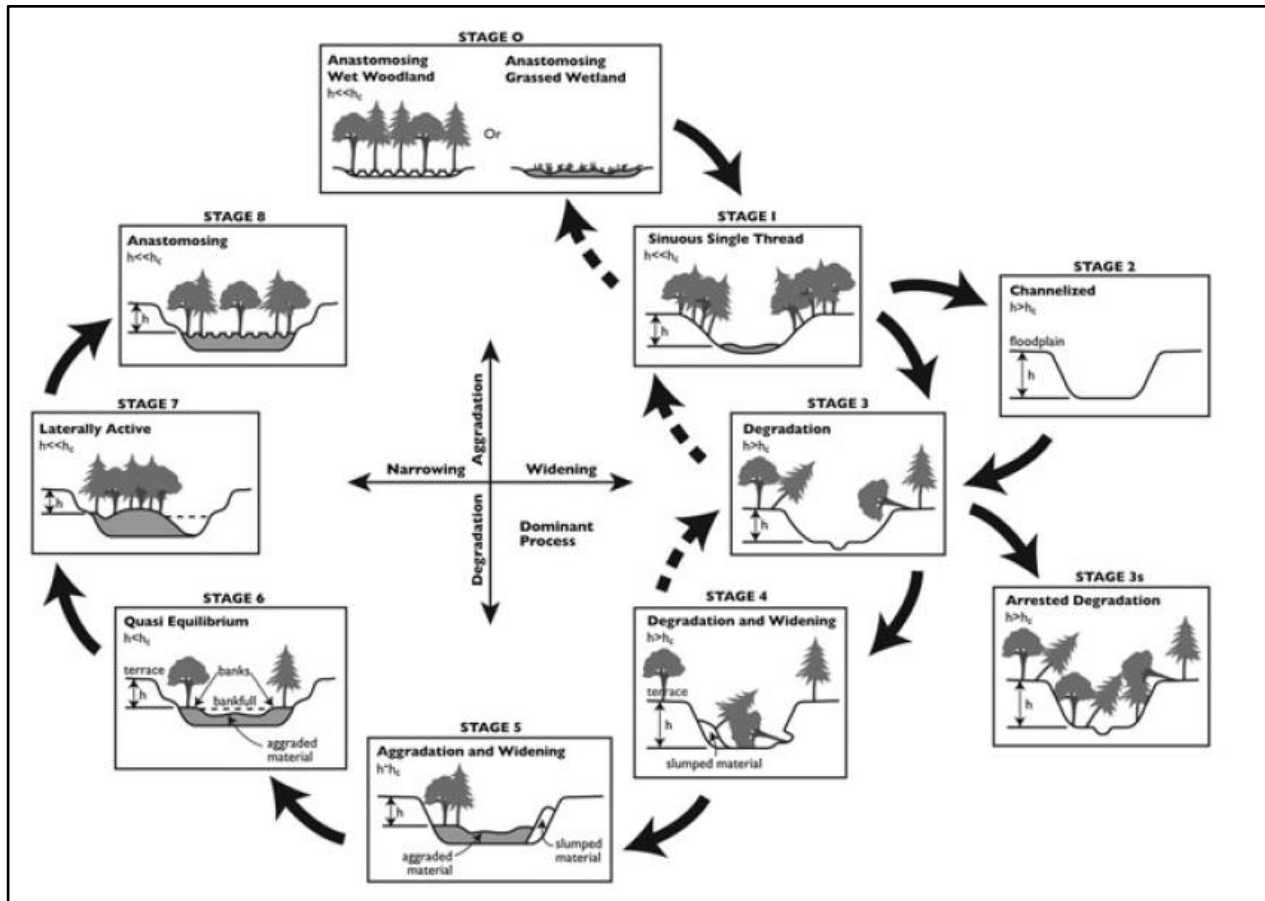 STAGE O
Anastomosing
Wet Woodland
h<<hc
Or
Anastomosing
Grassed Wetland
STAGE I
Sinuous Single Thread
h<<hc
h
STAGE 2
Channelized
h>hc
floodplain
h
STAGE 3
Degradation
h>hc
h
STAGE 3s
Arrested Degradation
h>hc
h
STAGE 4
Degradation and Widening
h>hc
terrace
h
slumped material
STAGE 5
Aggradation and Widening
h~hc
h
aggraded
material
slumped
material
STAGE 6
Quasi Equilibrium
h<hc
terrace
banks
h
bankfull
aggraded
material
STAGE 7
Laterally Active
h<<hc
h
STAGE 8
Anastomosing
h<<hc
h
Aggradation
Narrowing
Widening
Degradation
Dominant
Process